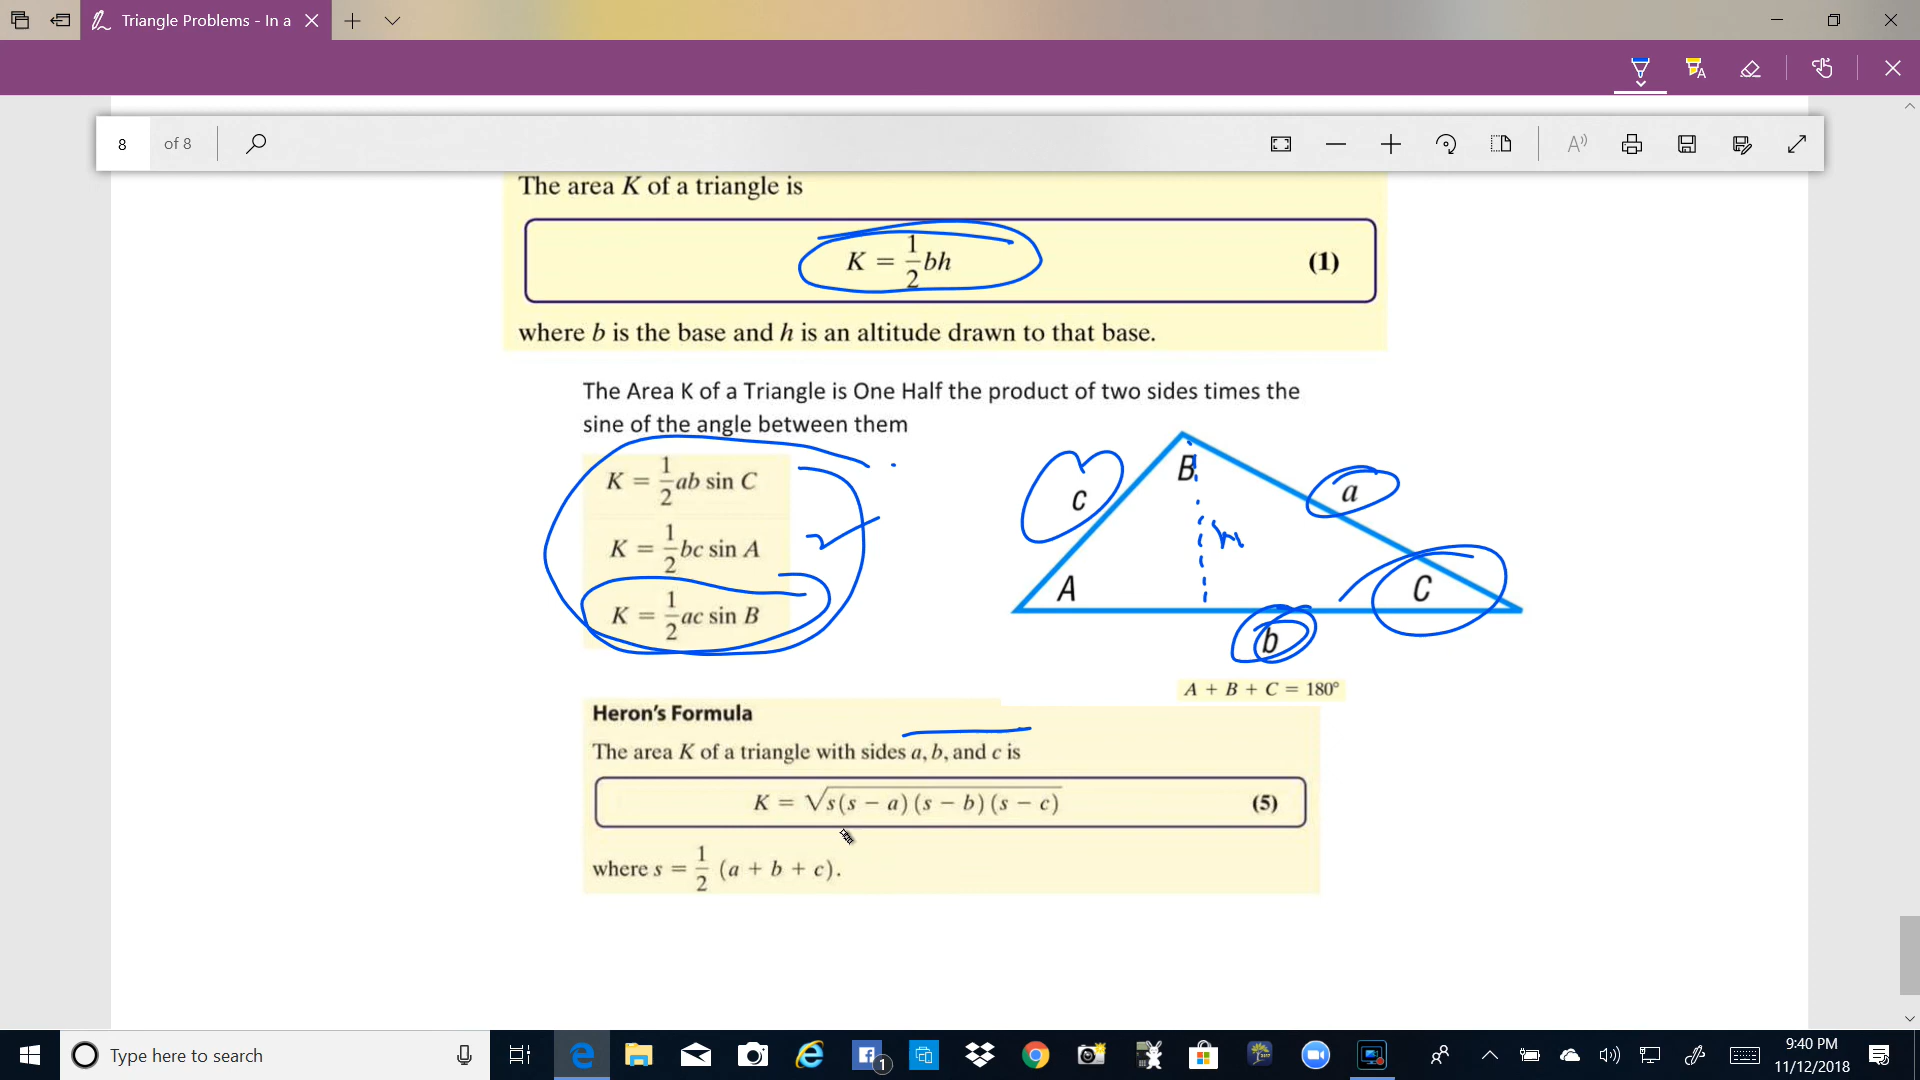 Triangle Problems - In a
8 of 8
The area K of a triangle is
K = 1/2 bh (1)
where b is the base and h is an altitude drawn to that base.
The Area K of a Triangle is One Half the product of two sides times the
sine of the angle between them
K = 1/2 ab sin C
K = 1/2 bc sin A
K = 1/2 ac sin B
B
c
a
h
A
C
b
A + B + C = 180°
Heron's Formula
The area K of a triangle with sides a, b, and c is
K = √s(s − a)(s − b)(s − c) (5)
where s = 1/2 (a + b + c).
Type here to search
1
9:40 PM
11/12/2018